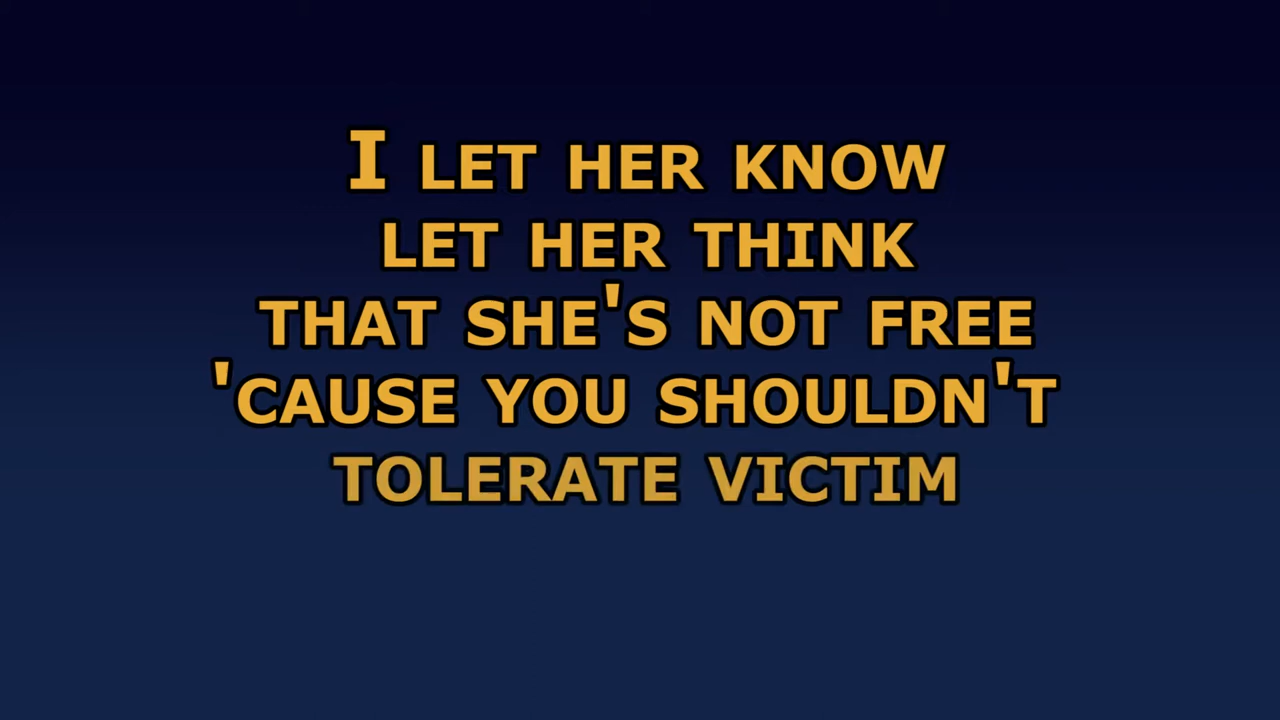 I LET HER KNOW
LET HER THINK
THAT SHE'S NOT FREE
'CAUSE YOU SHOULDN'T
TOLERATE VICTIM